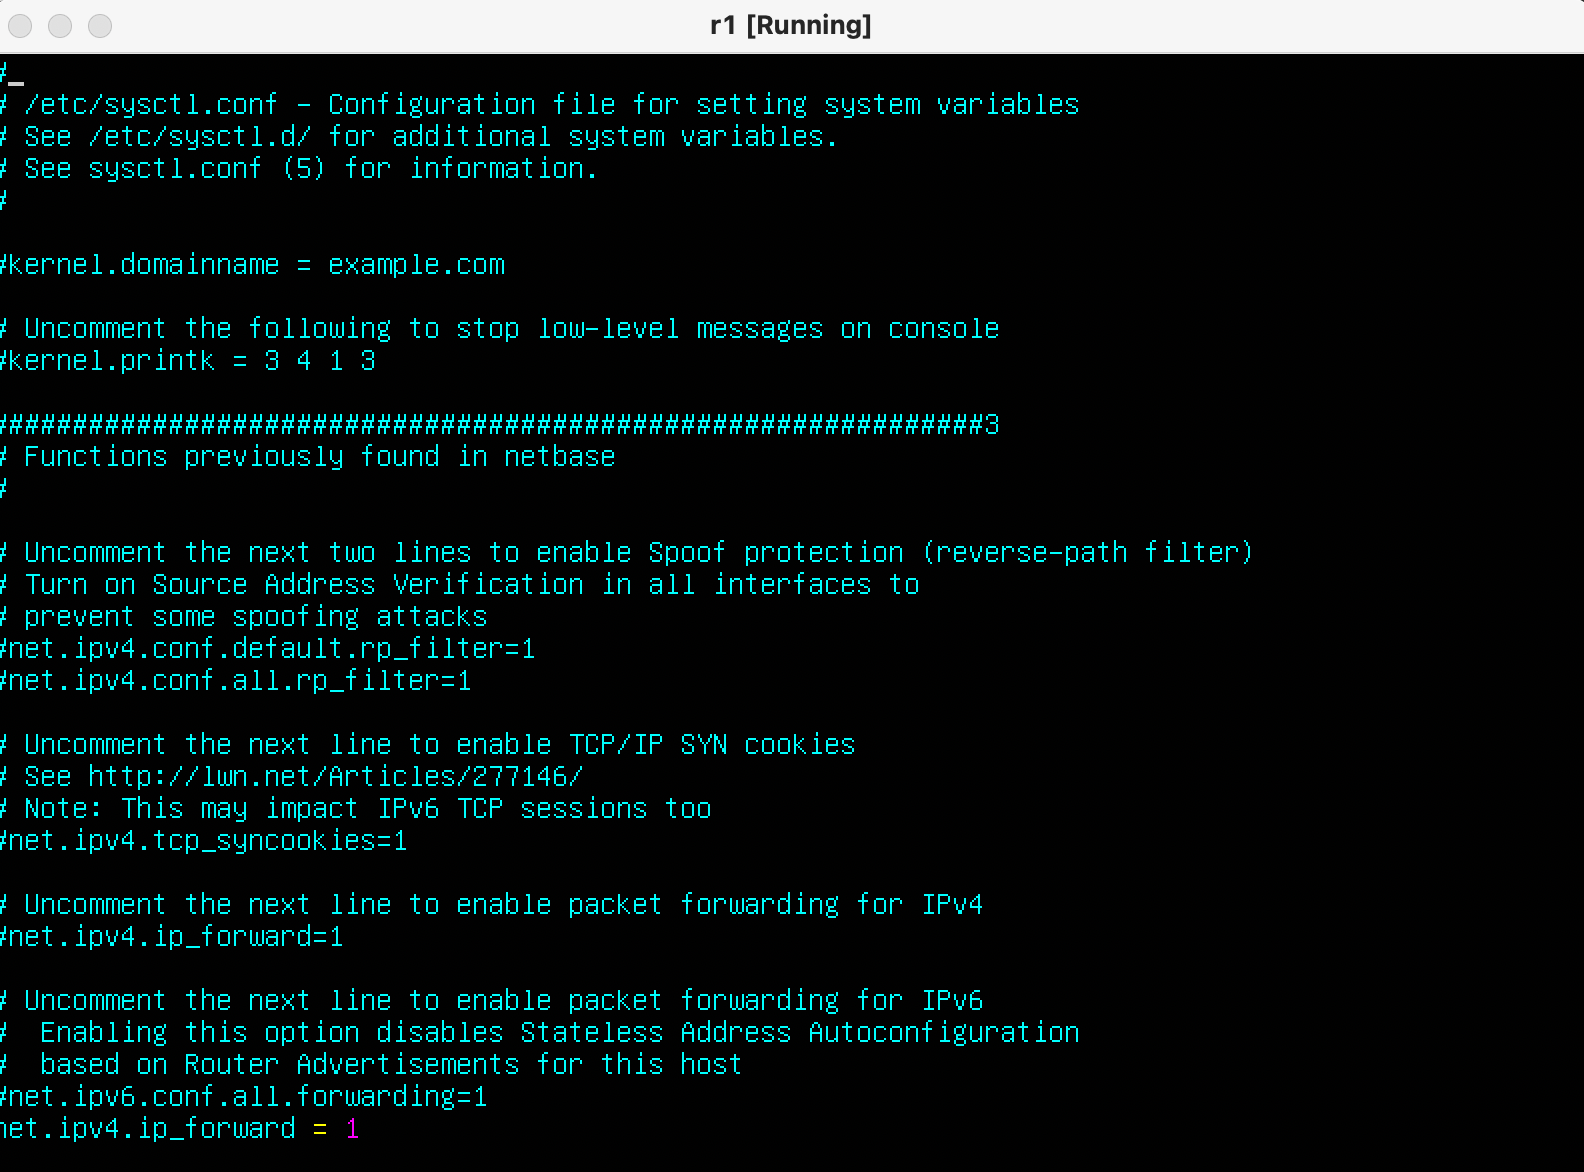 r1 [Running]
#
# /etc/sysctl.conf - Configuration file for setting system variables
# See /etc/sysctl.d/ for additional system variables.
# See sysctl.conf (5) for information.
#
#kernel.domainname = example.com
# Uncomment the following to stop low-level messages on console
#kernel.printk = 3 4 1 3
##############################################################3
# Functions previously found in netbase
#
# Uncomment the next two lines to enable Spoof protection (reverse-path filter)
# Turn on Source Address Verification in all interfaces to
# prevent some spoofing attacks
#net.ipv4.conf.default.rp_filter=1
#net.ipv4.conf.all.rp_filter=1
# Uncomment the next line to enable TCP/IP SYN cookies
# See http://lwn.net/Articles/277146/
# Note: This may impact IPv6 TCP sessions too
#net.ipv4.tcp_syncookies=1
# Uncomment the next line to enable packet forwarding for IPv4
#net.ipv4.ip_forward=1
# Uncomment the next line to enable packet forwarding for IPv6
#  Enabling this option disables Stateless Address Autoconfiguration
#  based on Router Advertisements for this host
#net.ipv6.conf.all.forwarding=1
net.ipv4.ip_forward = 1